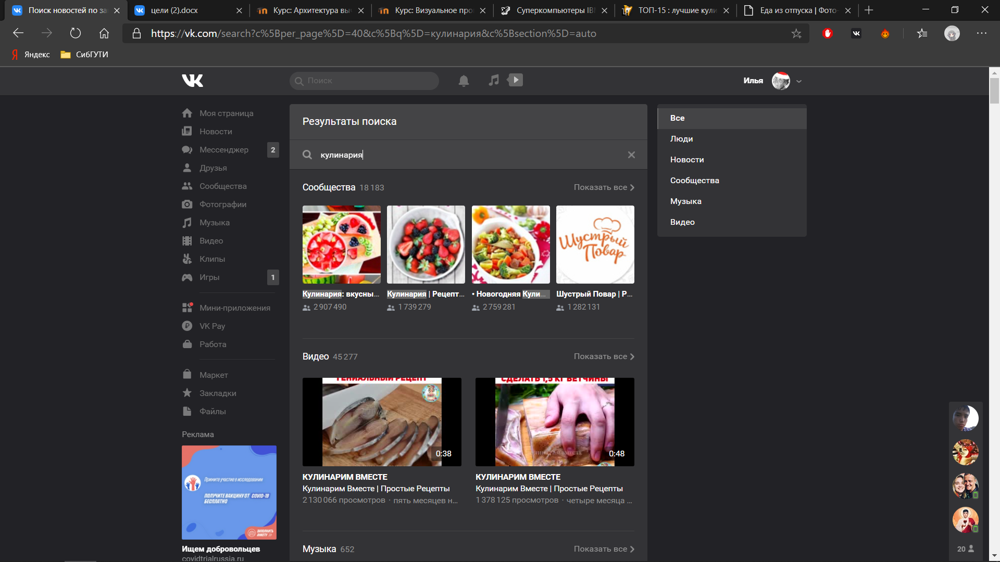 Поиск новостей по за
цели (2).docx
Курс: Архитектура вы
Курс: Визуальное про
Суперкомпьютеры IB
ТОП-15 : лучшие кули
Еда из отпуска | Фото-
https://vk.com/search?c%5Bper_page%5D=40&c%5Bq%5D=кулинария&c%5Bsection%5D=auto
Яндекс
СибГУТИ
Поиск
Илья
Моя страница
Новости
Мессенджер 2
Друзья
Сообщества
Фотографии
Музыка
Видео
Клипы
Игры 1
Мини-приложения
VK Pay
Работа
Маркет
Закладки
Файлы
Реклама
Примите участие в исследовании
ПОЛУЧИТЕ ВАКЦИНУ ОТ COVID-19
БЕСПЛАТНО
ЗАПОЛНИТЬ
АНКЕТУ
Ищем добровольцев
covidtrialrussia.ru
Результаты поиска
кулинария
Сообщества 18 183
Показать все
Шустрый
Повар
Кулинария: вкусны...
2 907 490
Кулинария | Рецепт...
1 739 279
• Новогодняя Кули...
2 759 281
Шустрый Повар | Р...
1 282 131
Видео 45 277
Показать все
ГЕНИАЛЬНЫЙ РЕЦЕПТ
0:38
СДЕЛАТЬ 1,5 КГ ВЕТЧИНЫ
КУЛИНАРИМ ВМЕСТЕ
0:48
КУЛИНАРИМ ВМЕСТЕ
Кулинарим Вместе | Простые Рецепты
2 130 066 просмотров · пять месяцев н...
КУЛИНАРИМ ВМЕСТЕ
Кулинарим Вместе | Простые Рецепты
1 378 125 просмотров · четыре месяца ...
Музыка 652
Показать все
Все
Люди
Новости
Сообщества
Музыка
Видео
20